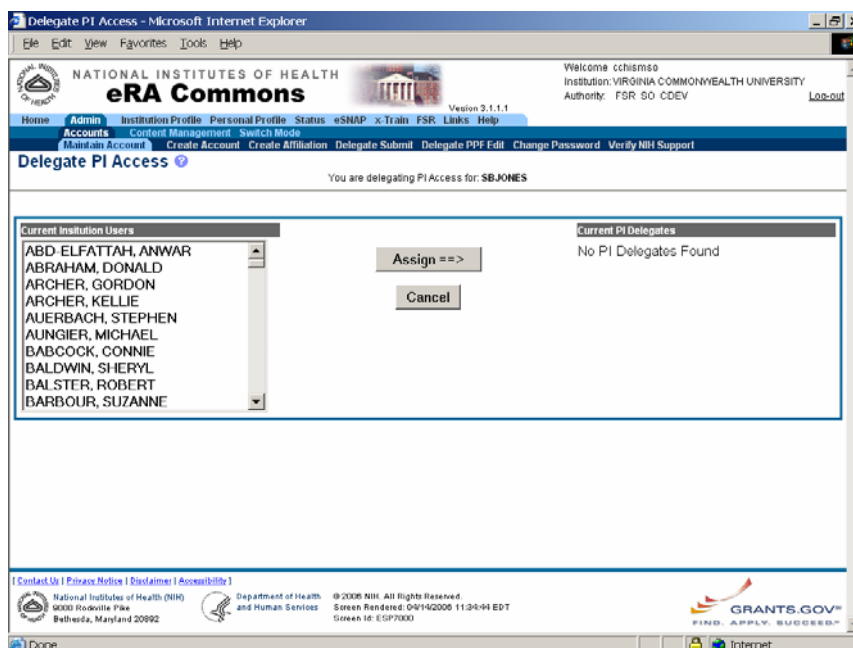 Delegate PI Access - Microsoft Internet Explorer
File Edit View Favorites Tools Help
NATIONAL INSTITUTES OF HEALTH
eRA Commons
Version 3.1.1.1
Welcome cchismso
Institution: VIRGINIA COMMONWEALTH UNIVERSITY
Authority: FSR SO CDEV
Log-out
Home Admin Institution Profile Personal Profile Status eSNAP x-Train FSR Links Help
Accounts Content Management Switch Mode
Maintain Account Create Account Create Affiliation Delegate Submit Delegate PPF Edit Change Password Verify NIH Support
Delegate PI Access ?
You are delegating PI Access for: SBJONES
Current Insitution Users
ABD-ELFATTAH, ANWAR
ABRAHAM, DONALD
ARCHER, GORDON
ARCHER, KELLIE
AUERBACH, STEPHEN
AUNGIER, MICHAEL
BABCOCK, CONNIE
BALDWIN, SHERYL
BALSTER, ROBERT
BARBOUR, SUZANNE
Assign ==>
Cancel
Current PI Delegates
No PI Delegates Found
[ Contact Us | Privacy Notice | Disclaimer | Accessibility ]
National Institutes of Health (NIH)
9000 Rockville Pike
Bethesda, Maryland 20892
Department of Health
and Human Services
© 2006 NIH. All Rights Reserved.
Screen Rendered: 04/14/2006 11:34:44 EDT
Screen Id: ESP7000
GRANTS.GOV℠
FIND. APPLY. SUCCEED.℠
Done
Internet